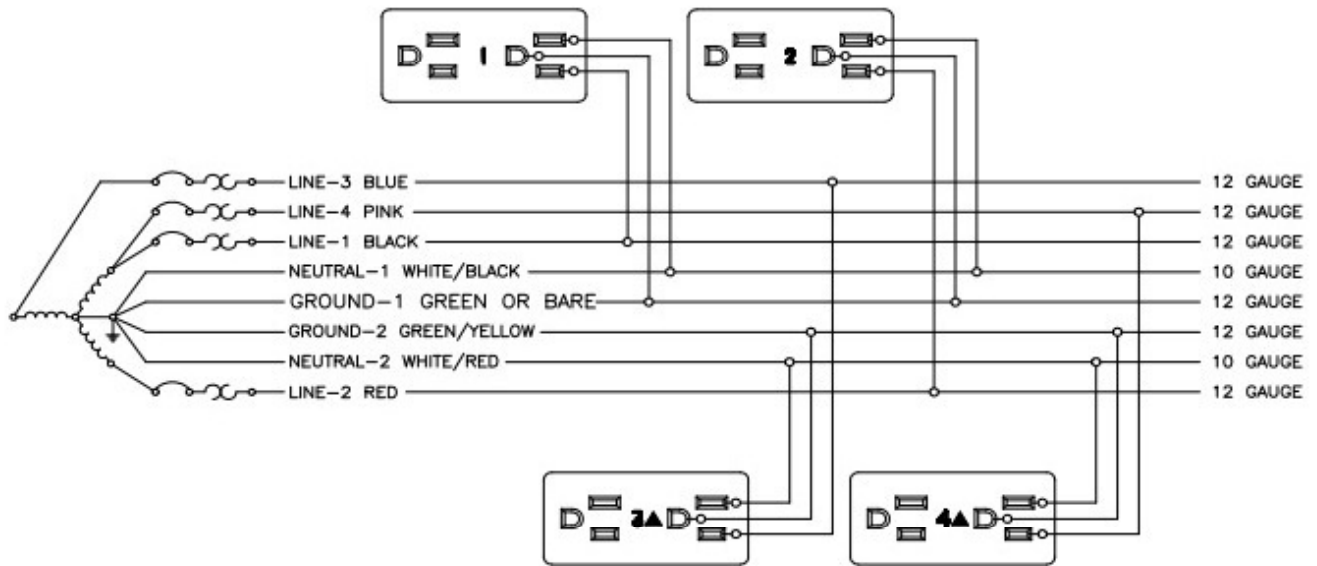 1
2
LINE-3 BLUE 12 GAUGE
LINE-4 PINK 12 GAUGE
LINE-1 BLACK 12 GAUGE
NEUTRAL-1 WHITE/BLACK 10 GAUGE
GROUND-1 GREEN OR BARE 12 GAUGE
GROUND-2 GREEN/YELLOW 12 GAUGE
NEUTRAL-2 WHITE/RED 10 GAUGE
LINE-2 RED 12 GAUGE
3▲
4▲